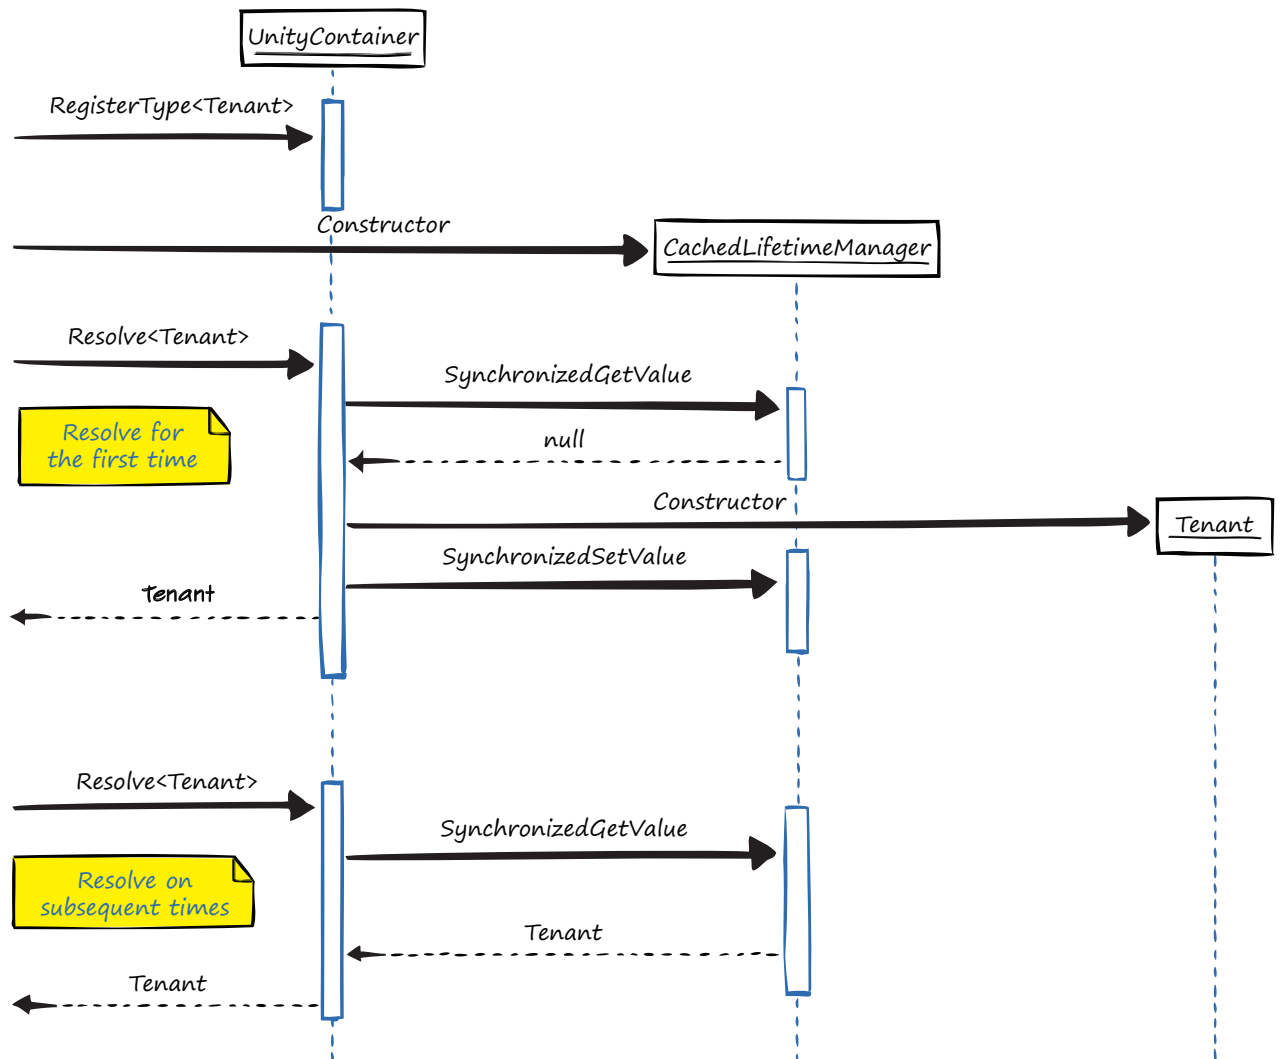 UnityContainer
RegisterType<Tenant>
Constructor
CachedLifetimeManager
Resolve<Tenant>
SynchronizedGetValue
Resolve for
the first time
null
Constructor
Tenant
SynchronizedSetValue
Tenant
Resolve<Tenant>
SynchronizedGetValue
Resolve on
subsequent times
Tenant
Tenant